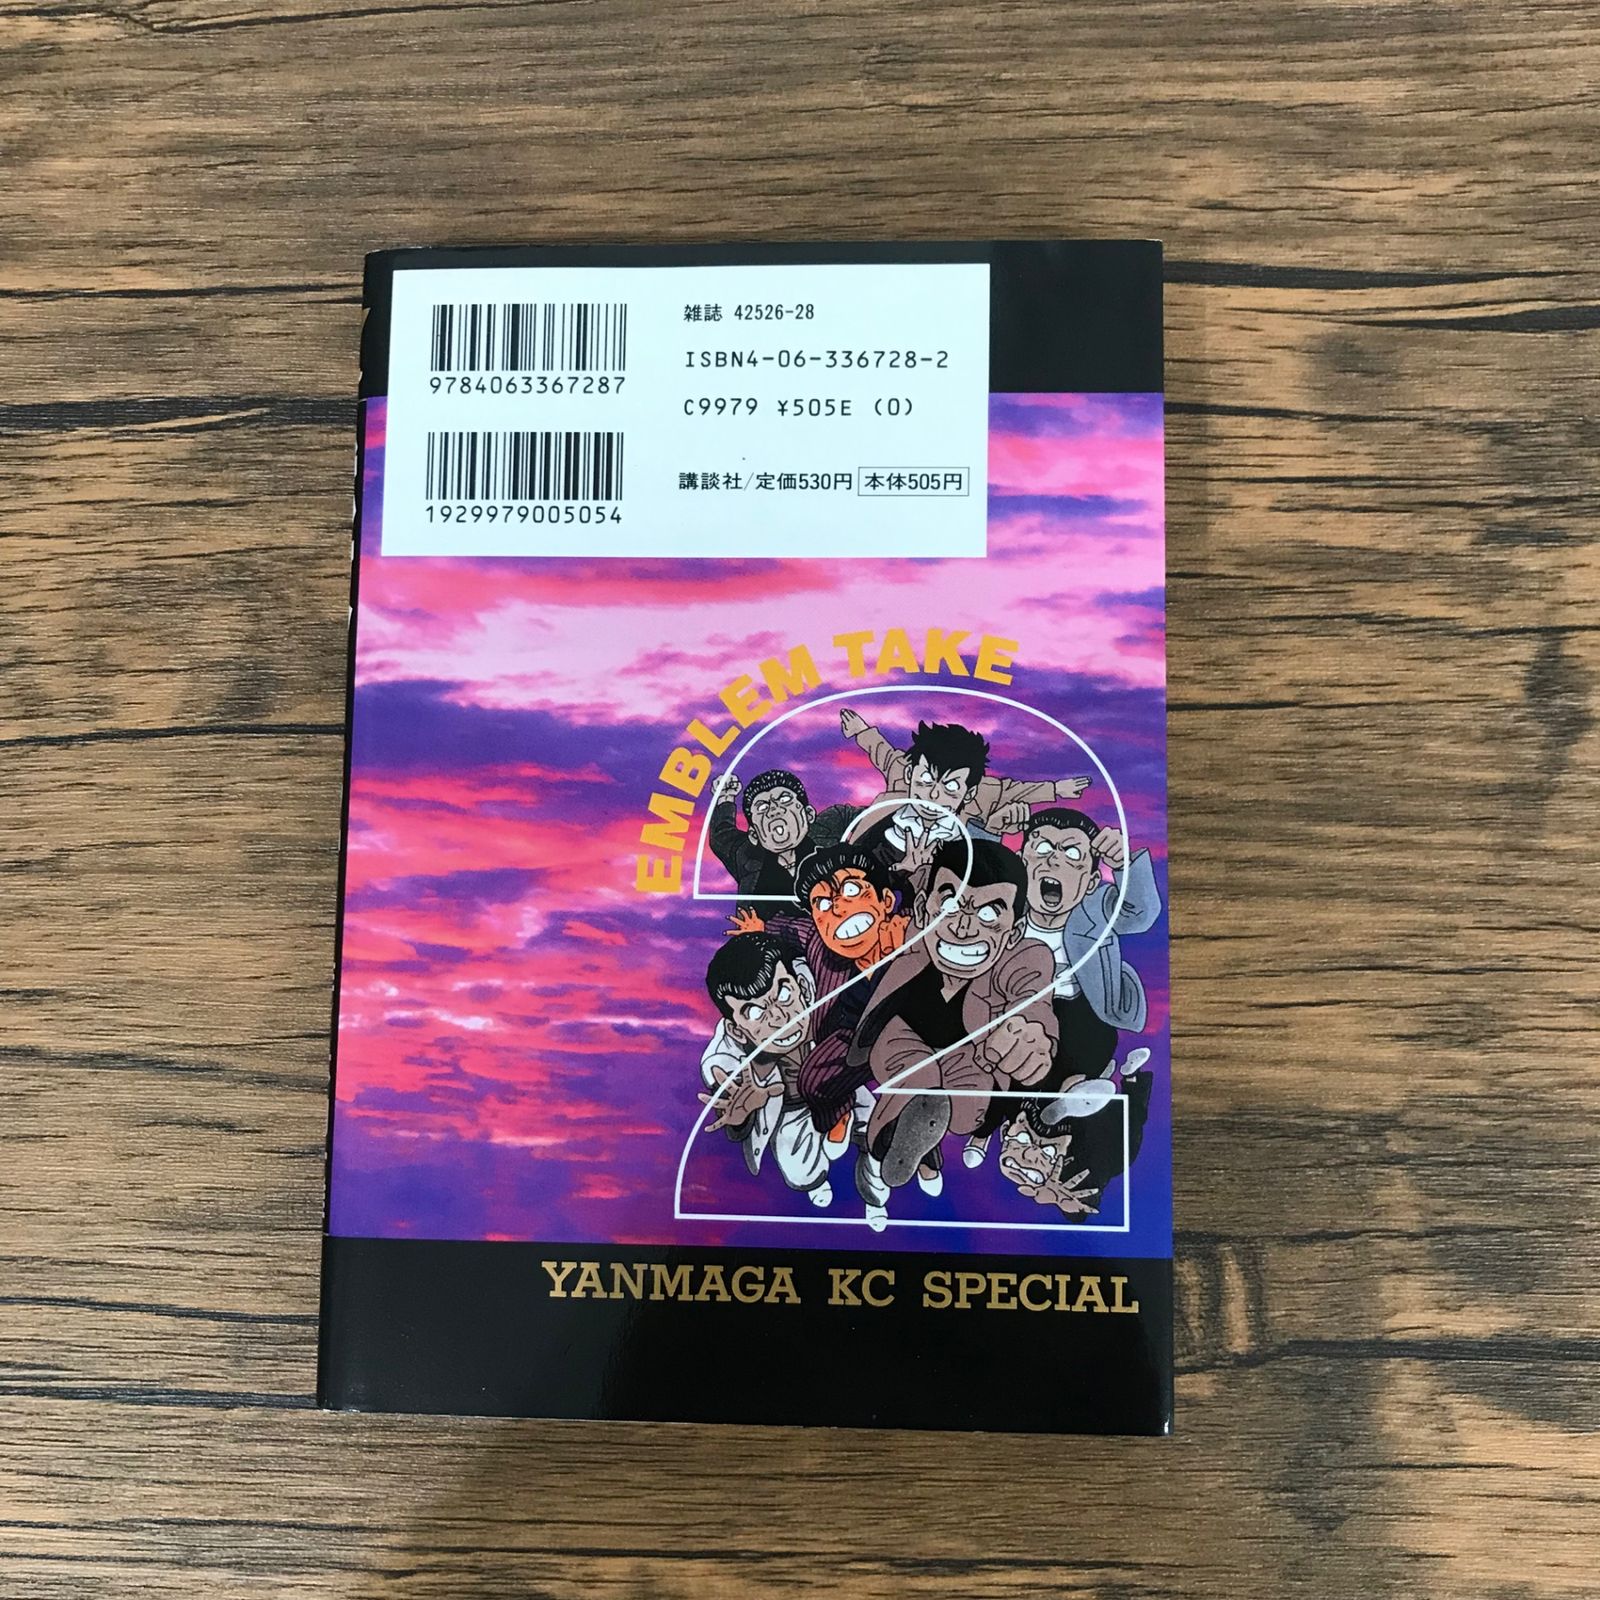 9784063367287
雑誌 42526-28
ISBN4-06-336728-2
C9979 ¥505E (0)
1929979005054
講談社/定価530円 本体505円
EMBLEM TAKE
2
YANMAGA KC SPECIAL